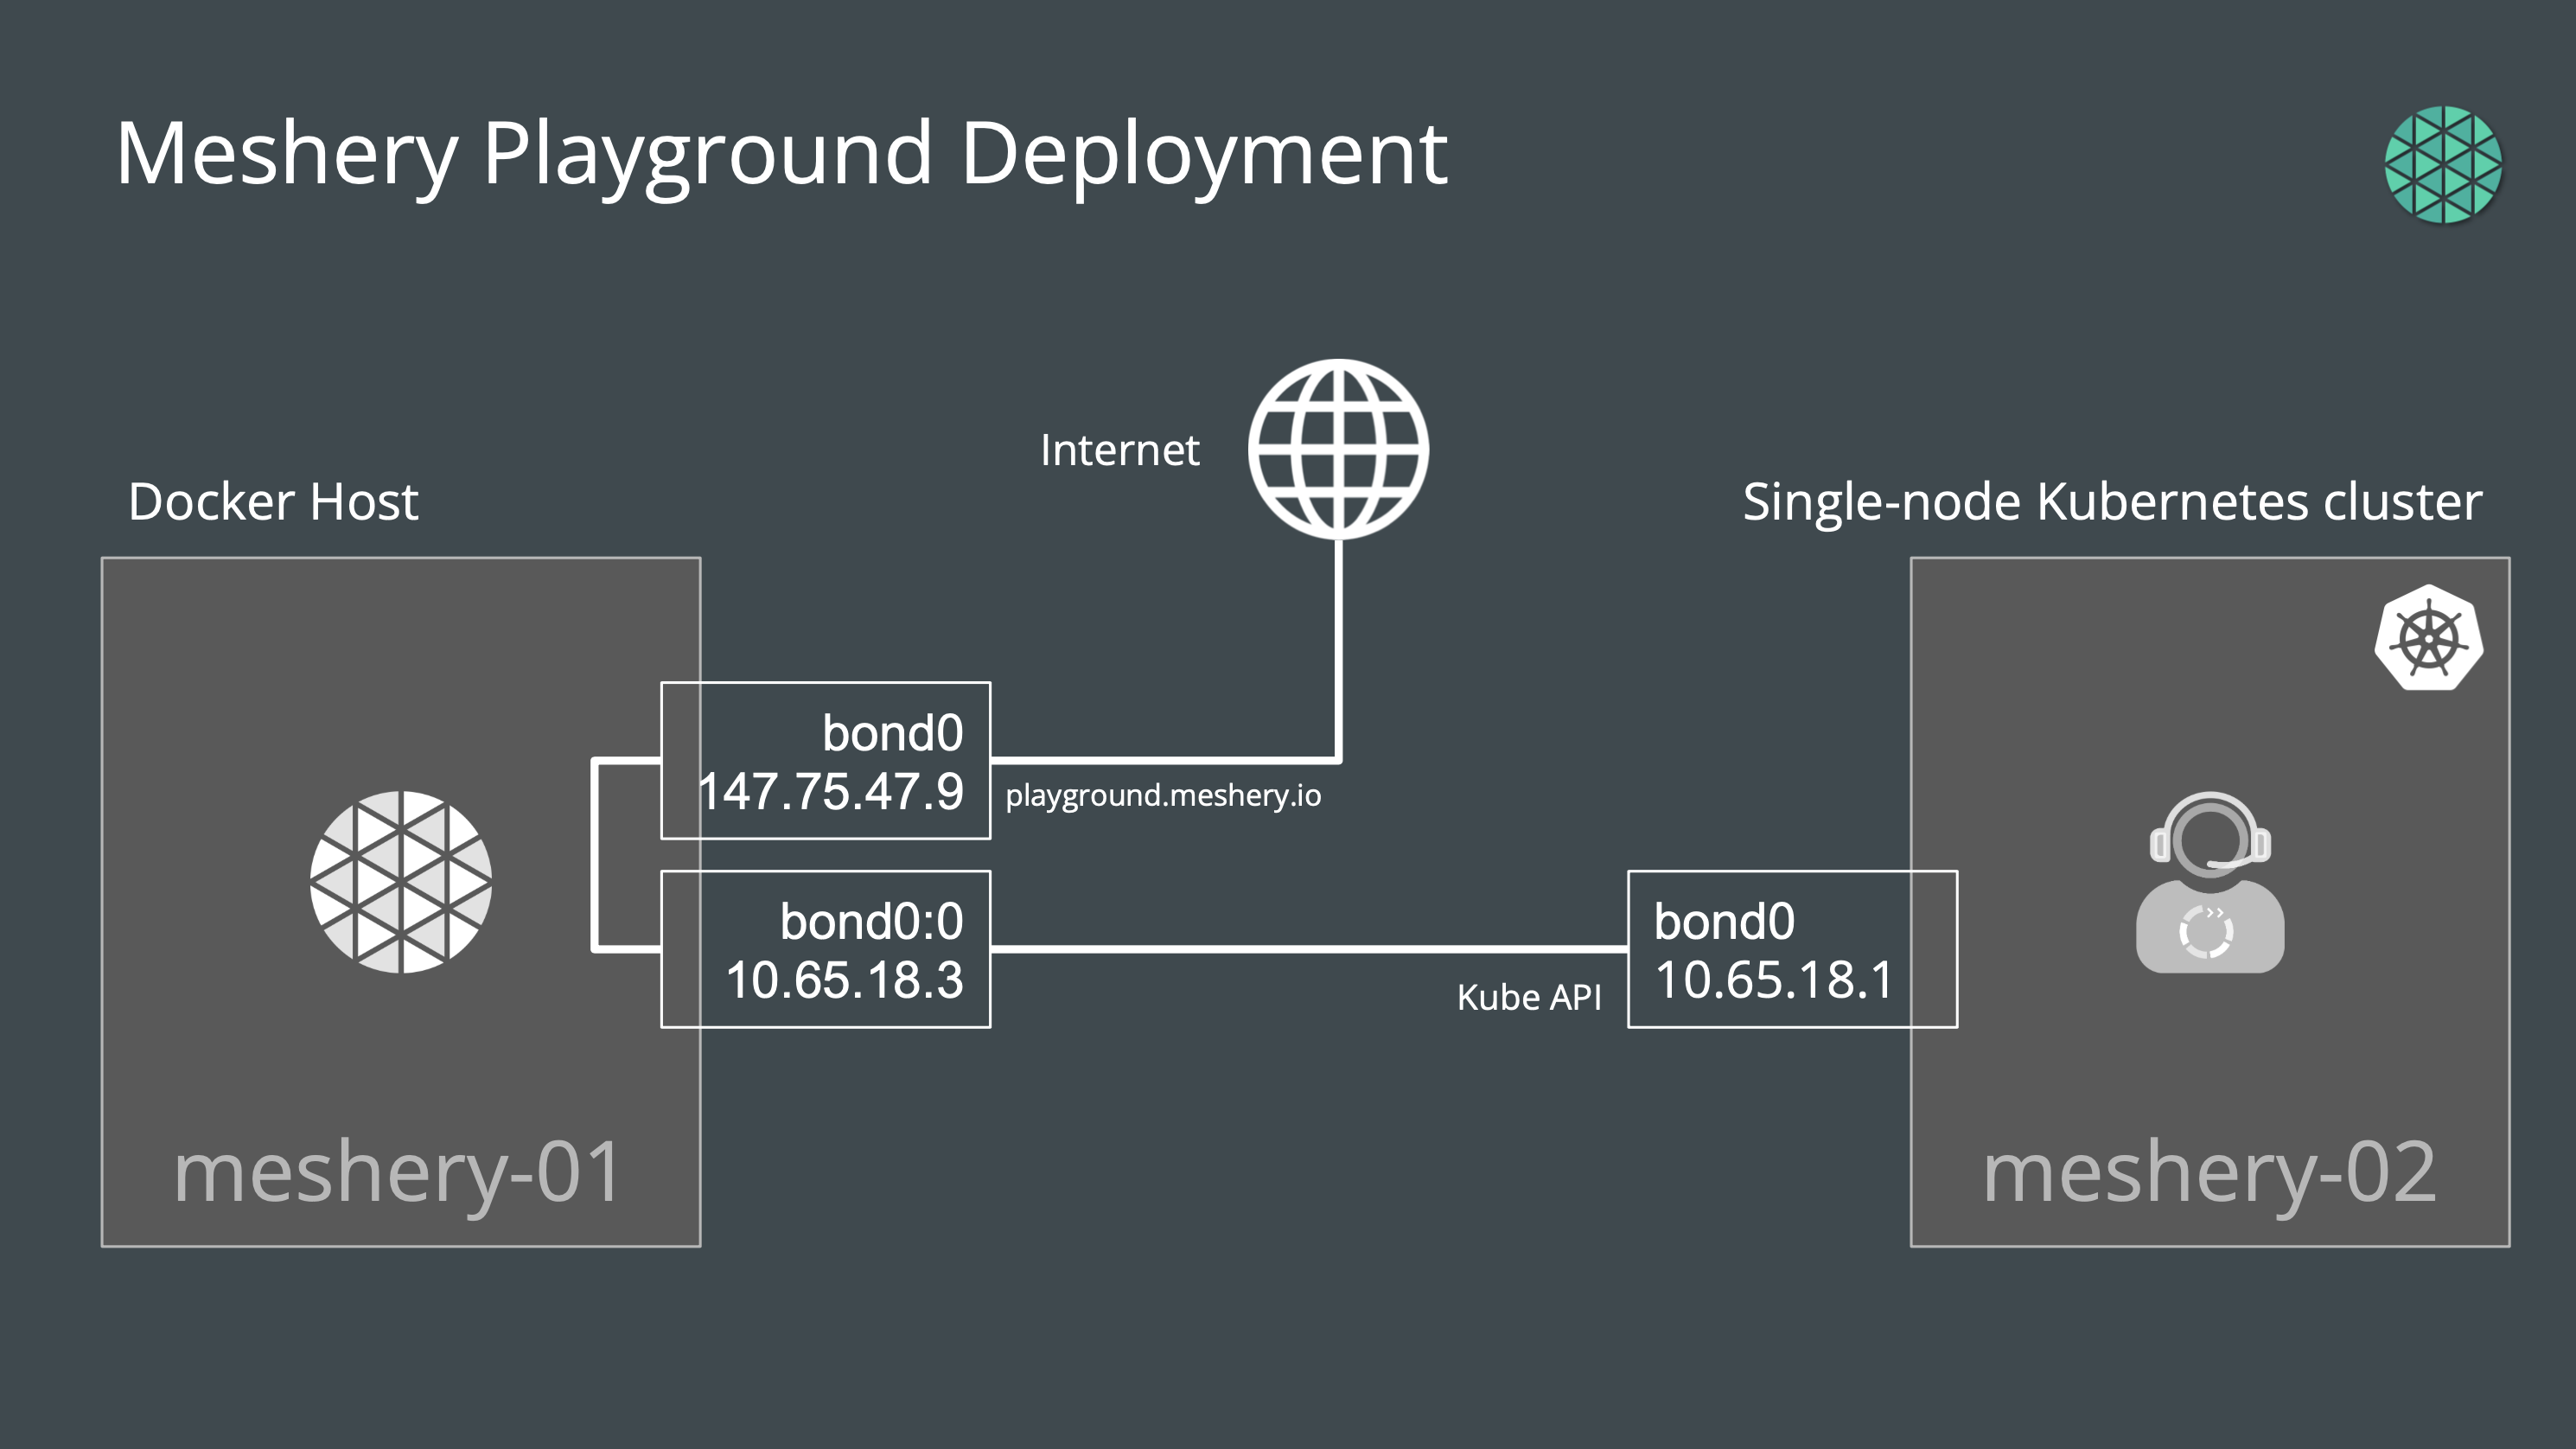 Meshery Playground Deployment
Internet
Docker Host
Single-node Kubernetes cluster
bond0
147.75.47.9
playground.meshery.io
bond0:0
10.65.18.3
Kube API
bond0
10.65.18.1
meshery-01
meshery-02